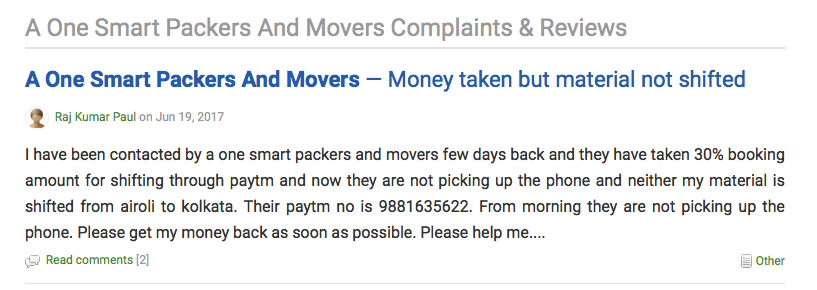 A One Smart Packers And Movers Complaints & Reviews
A One Smart Packers And Movers — Money taken but material not shifted
Raj Kumar Paul on Jun 19, 2017
I have been contacted by a one smart packers and movers few days back and they have taken 30% booking
amount for shifting through paytm and now they are not picking up the phone and neither my material is
shifted from airoli to kolkata. Their paytm no is 9881635622. From morning they are not picking up the
phone. Please get my money back as soon as possible. Please help me....
Read comments [2]
Other